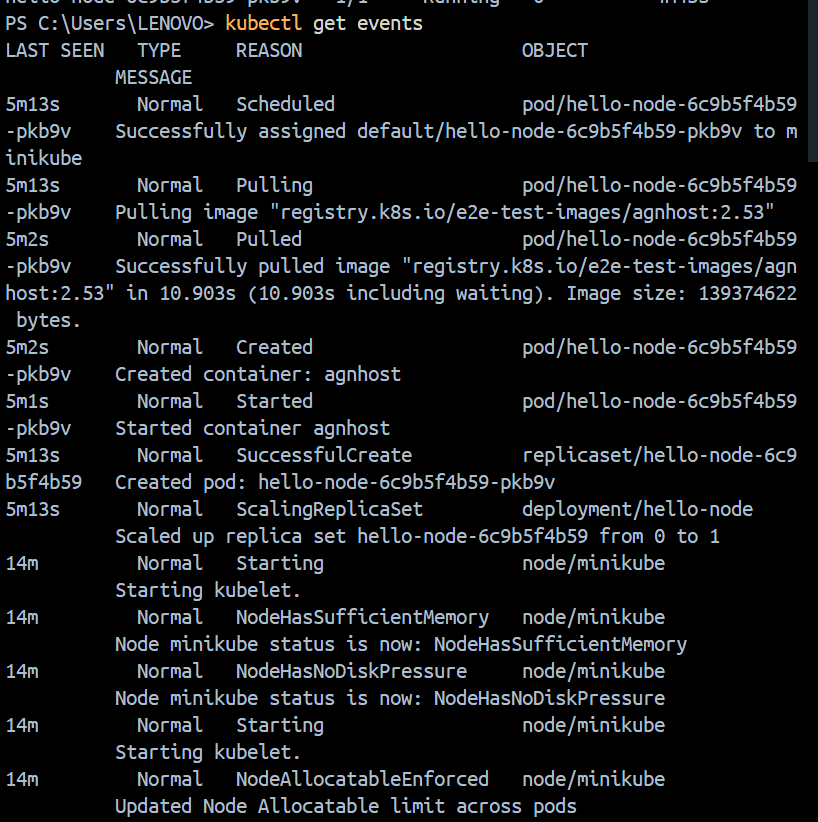 PS C:\Users\LENOVO> kubectl get events
LAST SEEN   TYPE     REASON                    OBJECT
          MESSAGE
5m13s       Normal   Scheduled                 pod/hello-node-6c9b5f4b59
-pkb9v    Successfully assigned default/hello-node-6c9b5f4b59-pkb9v to m
inikube
5m13s       Normal   Pulling                   pod/hello-node-6c9b5f4b59
-pkb9v    Pulling image "registry.k8s.io/e2e-test-images/agnhost:2.53"
5m2s        Normal   Pulled                    pod/hello-node-6c9b5f4b59
-pkb9v    Successfully pulled image "registry.k8s.io/e2e-test-images/agn
host:2.53" in 10.903s (10.903s including waiting). Image size: 139374622
 bytes.
5m2s        Normal   Created                   pod/hello-node-6c9b5f4b59
-pkb9v    Created container: agnhost
5m1s        Normal   Started                   pod/hello-node-6c9b5f4b59
-pkb9v    Started container agnhost
5m13s       Normal   SuccessfulCreate          replicaset/hello-node-6c9
b5f4b59   Created pod: hello-node-6c9b5f4b59-pkb9v
5m13s       Normal   ScalingReplicaSet         deployment/hello-node
          Scaled up replica set hello-node-6c9b5f4b59 from 0 to 1
14m         Normal   Starting                  node/minikube
          Starting kubelet.
14m         Normal   NodeHasSufficientMemory   node/minikube
          Node minikube status is now: NodeHasSufficientMemory
14m         Normal   NodeHasNoDiskPressure     node/minikube
          Node minikube status is now: NodeHasNoDiskPressure
14m         Normal   Starting                  node/minikube
          Starting kubelet.
14m         Normal   NodeAllocatableEnforced   node/minikube
          Updated Node Allocatable limit across pods